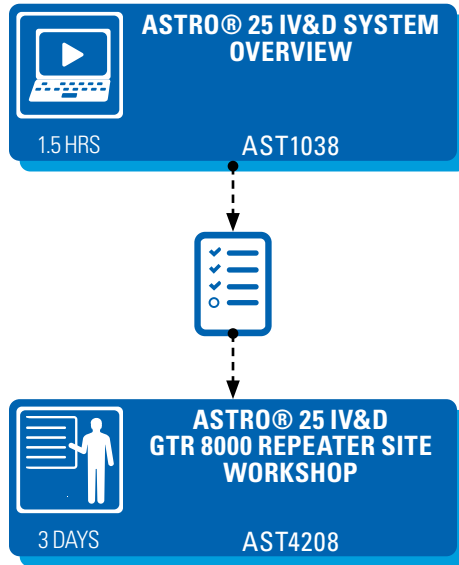 ASTRO® 25 IV&D SYSTEM
OVERVIEW
1.5 HRS
AST1038
ASTRO® 25 IV&D
GTR 8000 REPEATER SITE
WORKSHOP
3 DAYS
AST4208